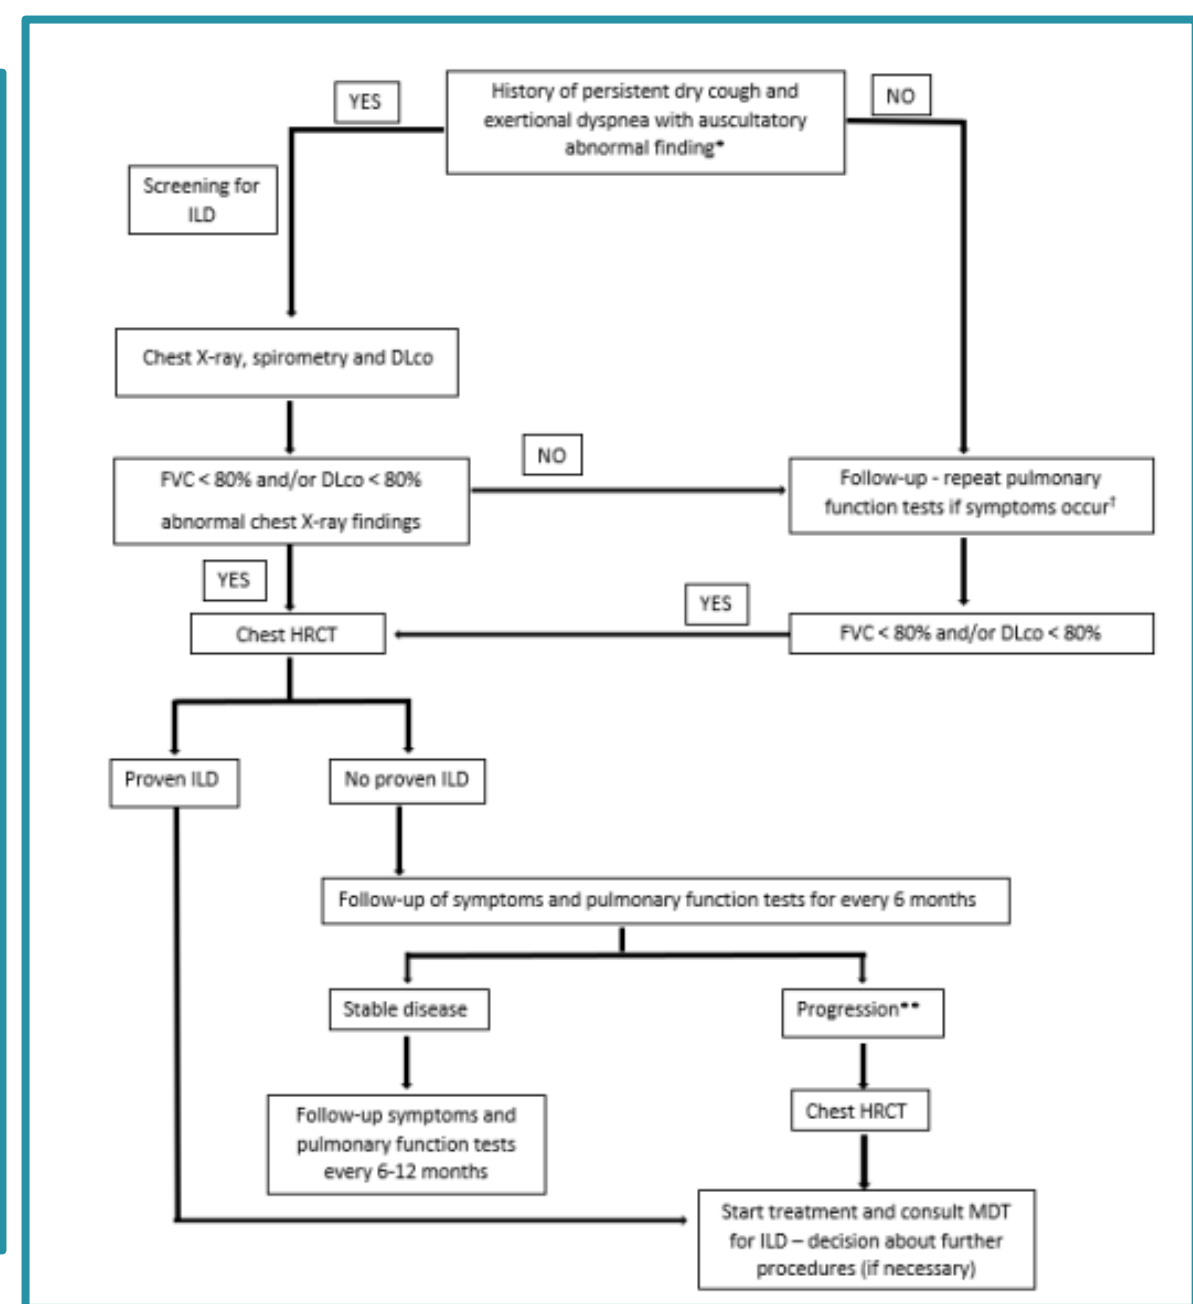 History of persistent dry cough and
exertional dyspnea with auscultatory
abnormal finding*
YES
NO
Screening for
ILD
Chest X-ray, spirometry and DLco
FVC < 80% and/or DLco < 80%
abnormal chest X-ray findings
NO
Follow-up - repeat pulmonary
function tests if symptoms occur†
YES
YES
Chest HRCT
FVC < 80% and/or DLco < 80%
Proven ILD
No proven ILD
Follow-up of symptoms and pulmonary function tests for every 6 months
Stable disease
Progression**
Follow-up symptoms and
pulmonary function tests
every 6-12 months
Chest HRCT
Start treatment and consult MDT
for ILD – decision about further
procedures (if necessary)